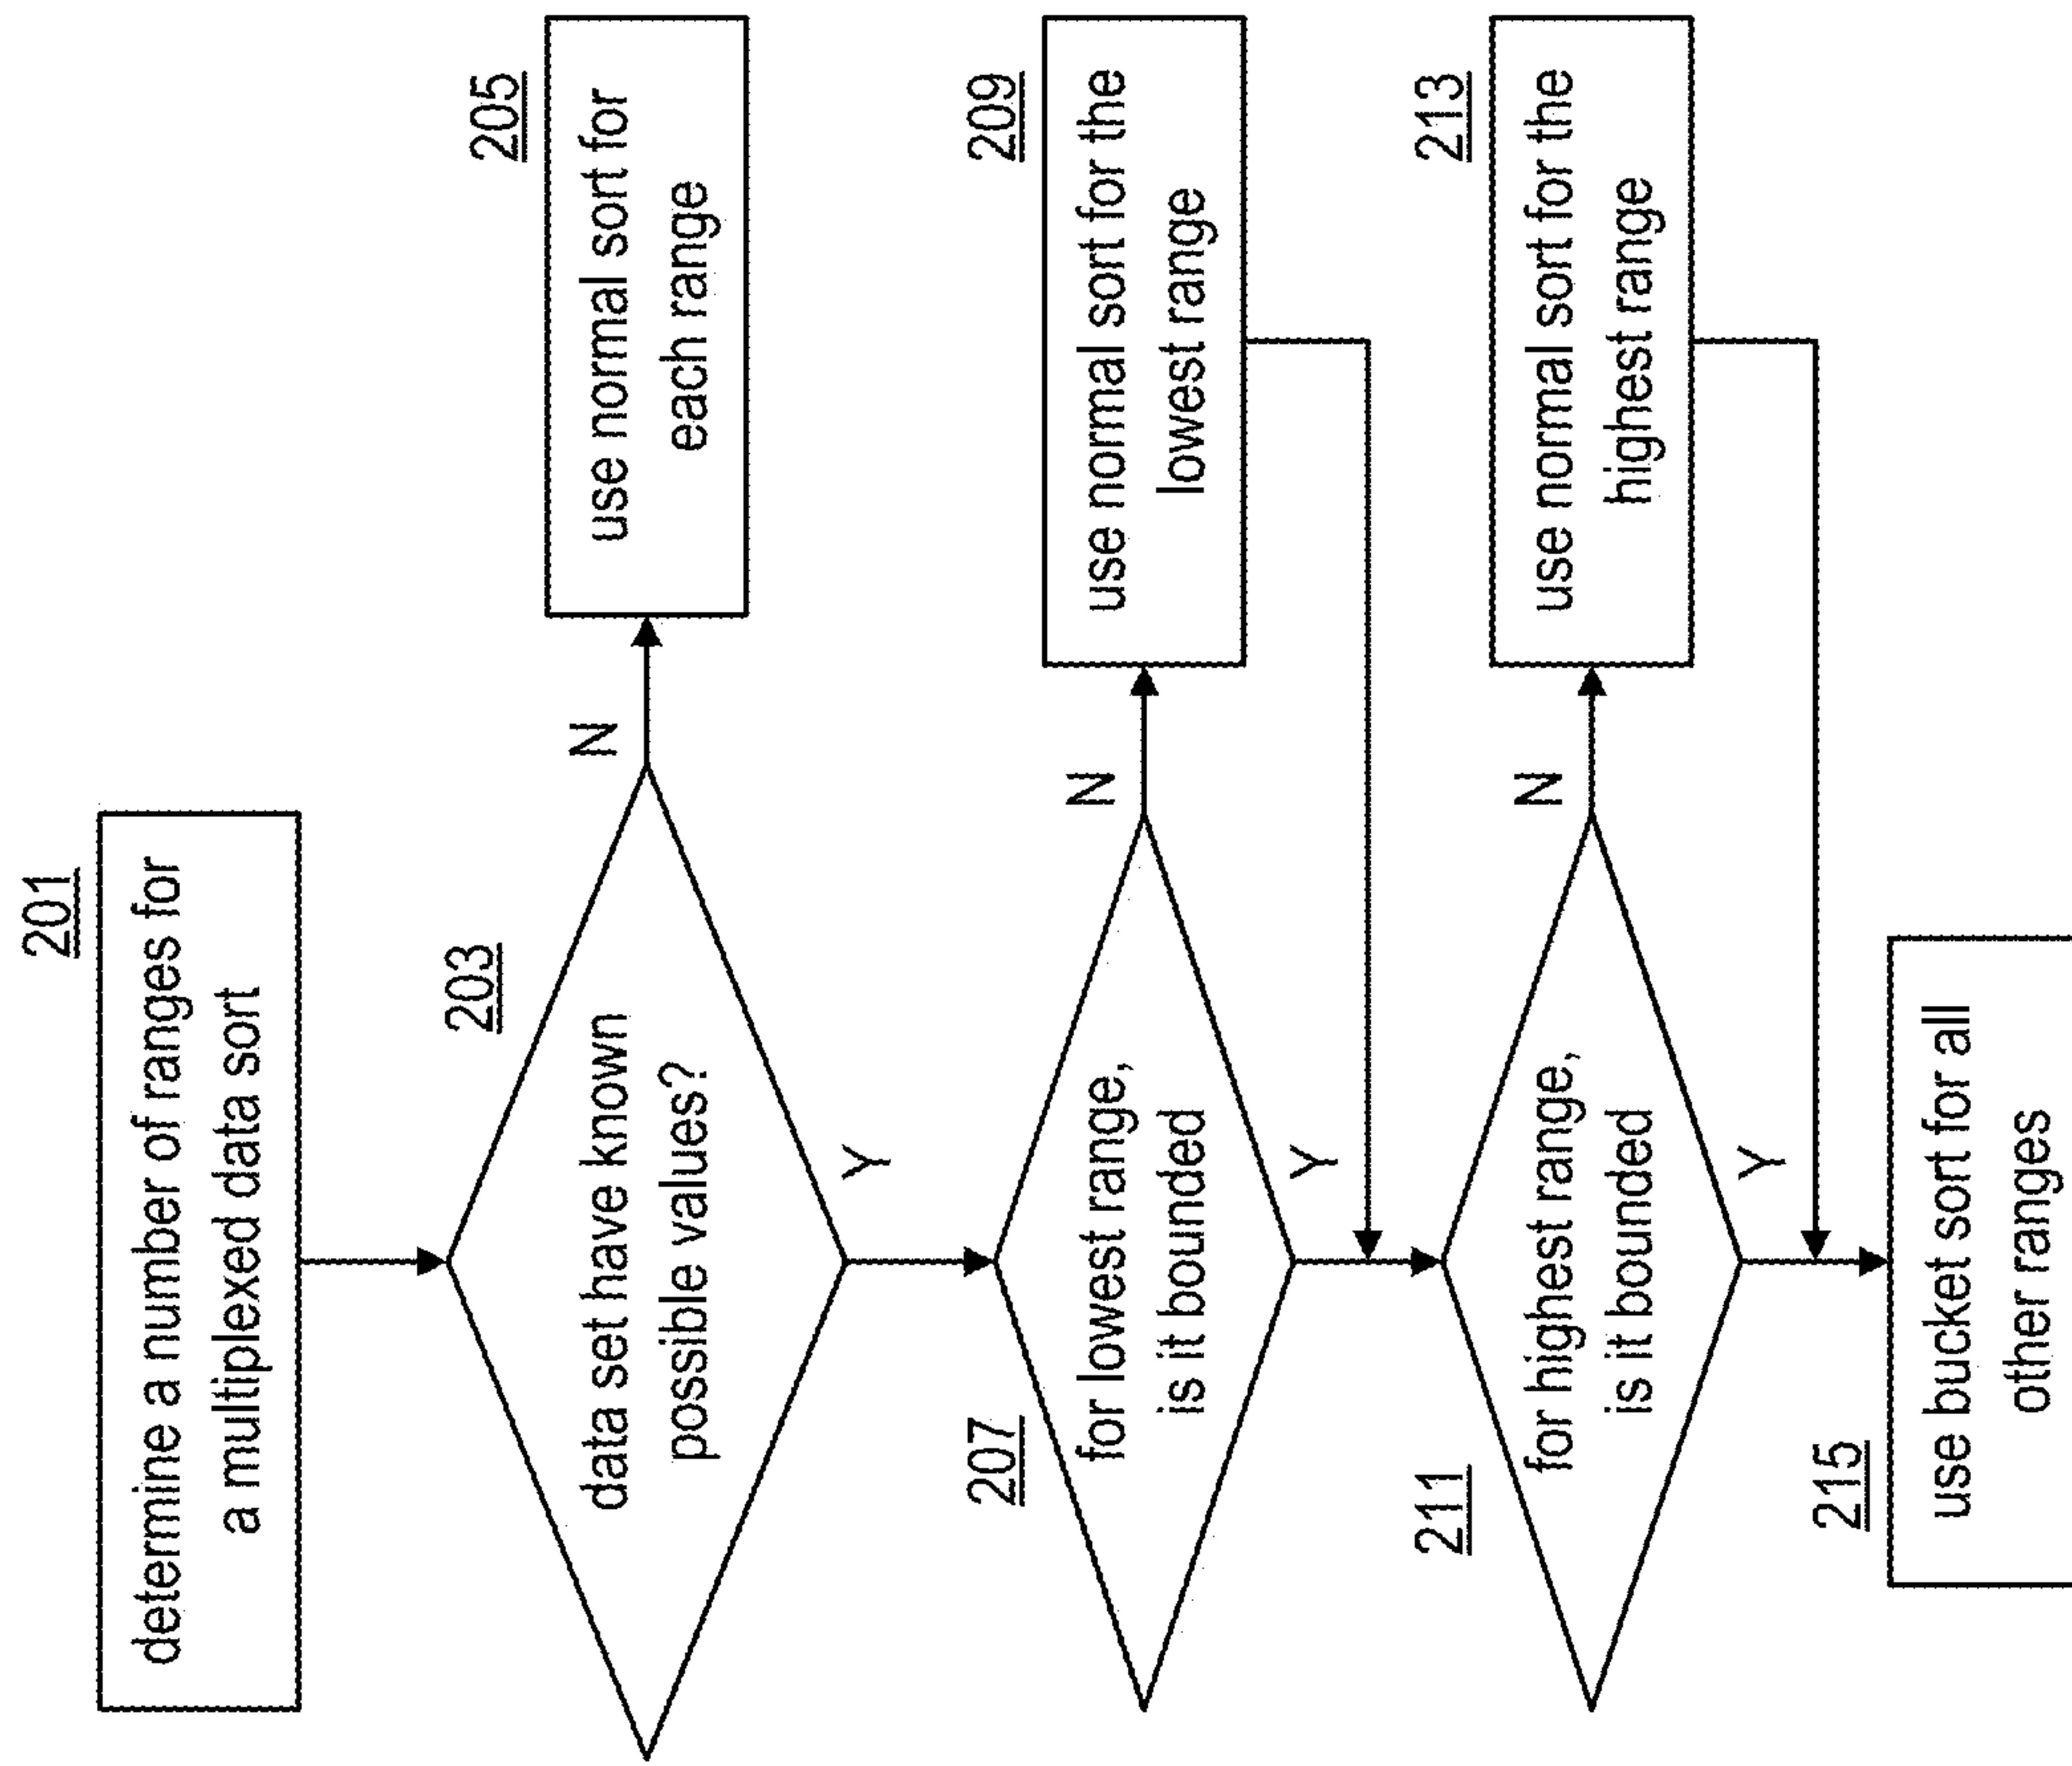 201
determine a number of ranges for
a multiplexed data sort
203
data set have known
possible values?
N
205
use normal sort for
each range
Y
207
for lowest range,
is it bounded
N
209
use normal sort for the
lowest range
Y
211
for highest range,
is it bounded
N
213
use normal sort for the
highest range
Y
215
use bucket sort for all
other ranges